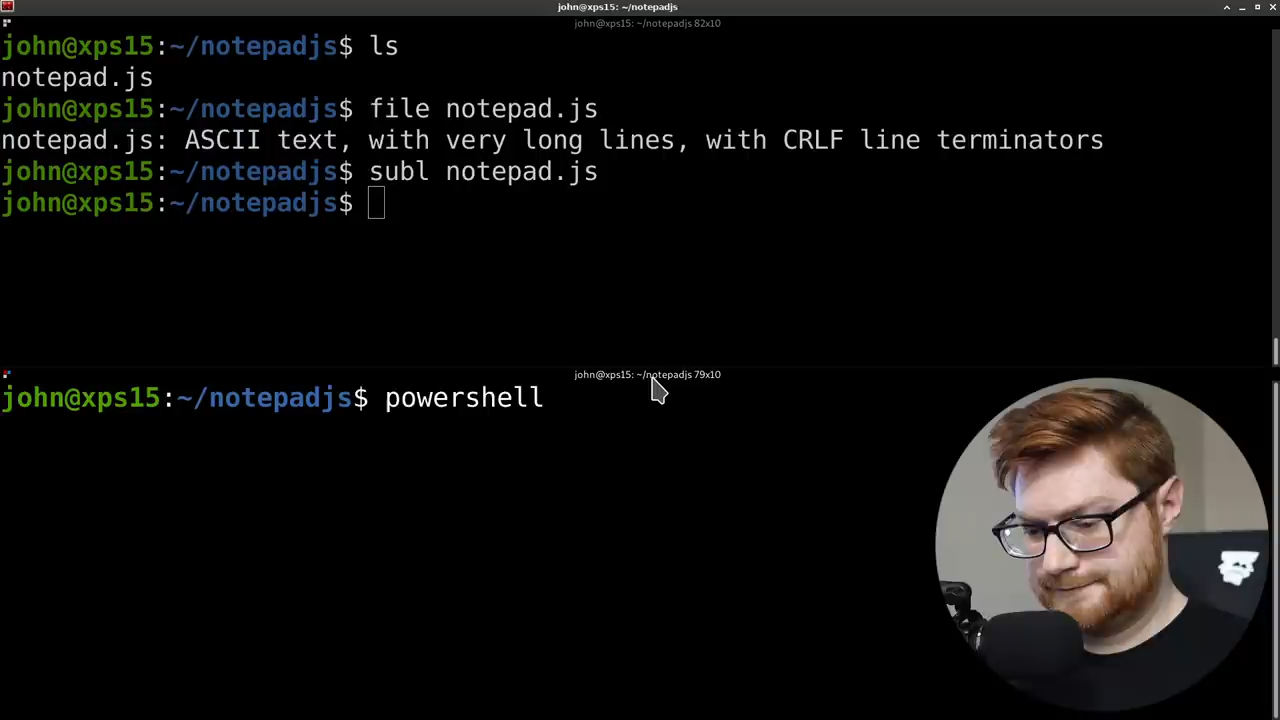 john@xps15: ~/notepadjs
john@xps15: ~/notepadjs 82x10
john@xps15:~/notepadjs$ ls
notepad.js
john@xps15:~/notepadjs$ file notepad.js
notepad.js: ASCII text, with very long lines, with CRLF line terminators
john@xps15:~/notepadjs$ subl notepad.js
john@xps15:~/notepadjs$
john@xps15: ~/notepadjs 79x10
john@xps15:~/notepadjs$ powershell